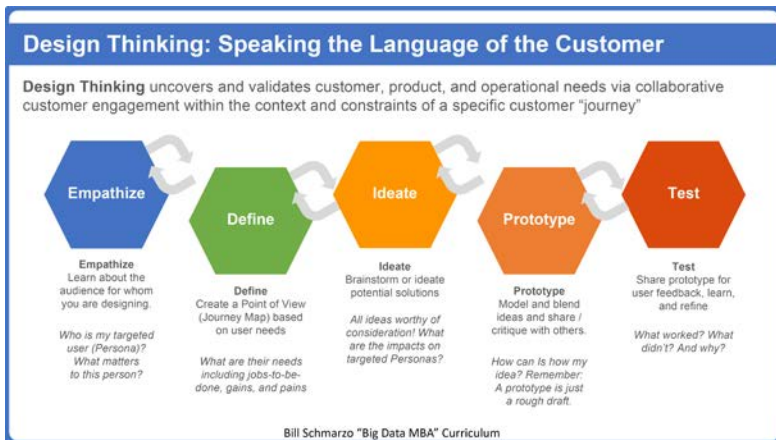 Design Thinking: Speaking the Language of the Customer
Design Thinking uncovers and validates customer, product, and operational needs via collaborative
customer engagement within the context and constraints of a specific customer “journey”
Empathize
Define
Ideate
Prototype
Test
Empathize
Learn about the
audience for whom
you are designing.
Who is my targeted
user (Persona)?
What matters
to this person?
Define
Create a Point of View
(Journey Map) based
on user needs
What are their needs
including jobs-to-be-
done, gains, and pains
Ideate
Brainstorm or ideate
potential solutions
All ideas worthy of
consideration! What
are the impacts on
targeted Personas?
Prototype
Model and blend
ideas and share /
critique with others.
How can Is how my
idea? Remember:
A prototype is just
a rough draft.
Test
Share prototype for
user feedback, learn,
and refine
What worked? What
didn't? And why?
Bill Schmarzo “Big Data MBA” Curriculum